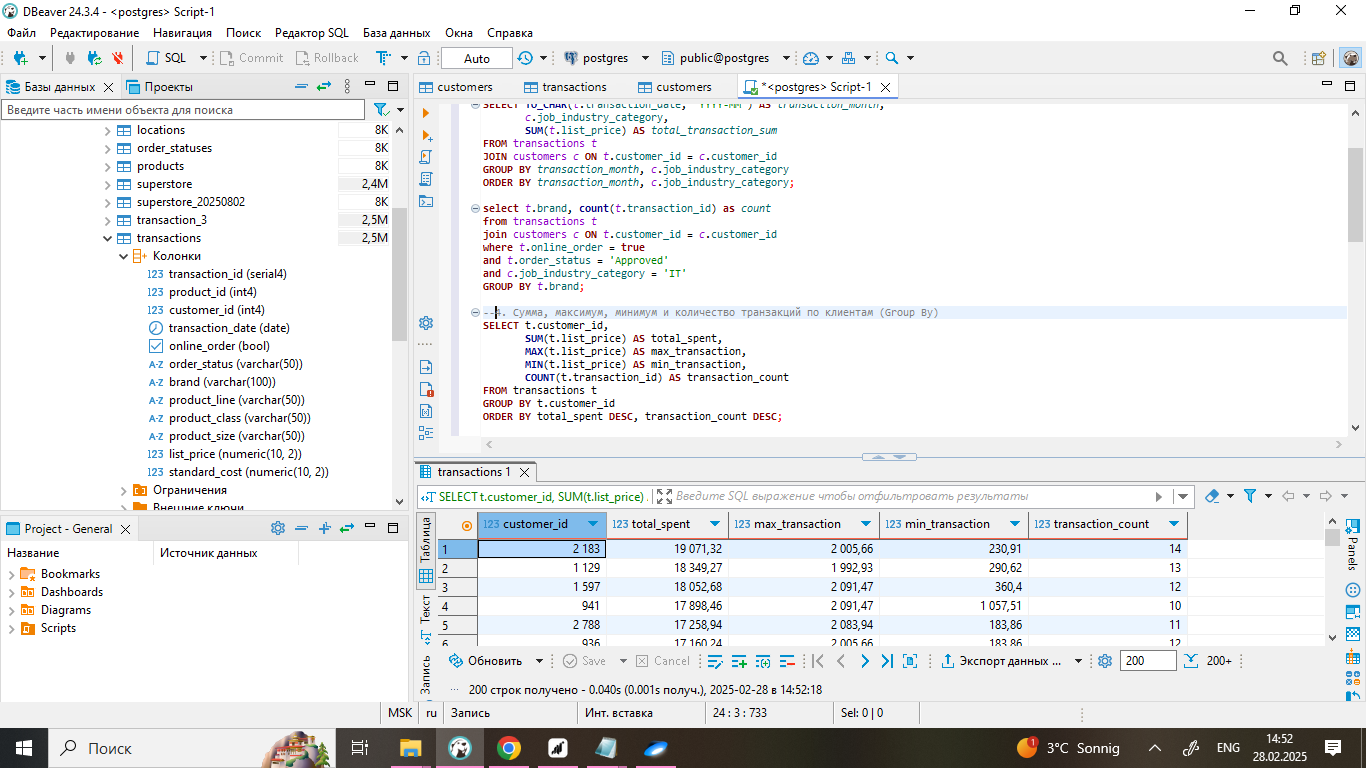 DBeaver 24.3.4 - <postgres> Script-1
Файл Редактирование Навигация Поиск Редактор SQL База данных Окна Справка
SQL Commit Rollback Auto postgres public@postgres
Базы данных Проекты
Введите часть имени объекта для поиска
locations 8K
order_statuses 8K
products 8K
superstore 2,4M
superstore_20250802 8K
transaction_3 2,5M
transactions 2,5M
Колонки
123 transaction_id (serial4)
123 product_id (int4)
123 customer_id (int4)
transaction_date (date)
online_order (bool)
A-Z order_status (varchar(50))
A-Z brand (varchar(100))
A-Z product_line (varchar(50))
A-Z product_class (varchar(50))
A-Z product_size (varchar(50))
123 list_price (numeric(10, 2))
123 standard_cost (numeric(10, 2))
Ограничения
Внешние ключи
Project - General
Название Источник данных
Bookmarks
Dashboards
Diagrams
Scripts
customers transactions customers *<postgres> Script-1
SELECT TO_CHAR(t.transaction_date, 'YYYY-MM') AS transaction_month,
c.job_industry_category,
SUM(t.list_price) AS total_transaction_sum
FROM transactions t
JOIN customers c ON t.customer_id = c.customer_id
GROUP BY transaction_month, c.job_industry_category
ORDER BY transaction_month, c.job_industry_category;
select t.brand, count(t.transaction_id) as count
from transactions t
join customers c ON t.customer_id = c.customer_id
where t.online_order = true
and t.order_status = 'Approved'
and c.job_industry_category = 'IT'
GROUP BY t.brand;
--4. Сумма, максимум, минимум и количество транзакций по клиентам (Group By)
SELECT t.customer_id,
SUM(t.list_price) AS total_spent,
MAX(t.list_price) AS max_transaction,
MIN(t.list_price) AS min_transaction,
COUNT(t.transaction_id) AS transaction_count
FROM transactions t
GROUP BY t.customer_id
ORDER BY total_spent DESC, transaction_count DESC;
transactions 1
SELECT t.customer_id, SUM(t.list_price) Введите SQL выражение чтобы отфильтровать результаты
Таблица
Текст
Запись
Panels
123 customer_id 123 total_spent 123 max_transaction 123 min_transaction 123 transaction_count
1 2 183 19 071,32 2 005,66 230,91 14
2 1 129 18 349,27 1 992,93 290,62 13
3 1 597 18 052,68 2 091,47 360,4 12
4 941 17 898,46 2 091,47 1 057,51 10
5 2 788 17 258,94 2 083,94 183,86 11
6 936 17 160,24 2 005,66 183,86 12
Обновить Save Cancel Экспорт данных ... 200 200+
200 строк получено - 0.040s (0.001s получ.), 2025-02-28 в 14:52:18
MSK ru Запись Инт. вставка 24 : 3 : 733 Sel: 0 | 0
Поиск 1 3°C Sonnig ENG 14:52
28.02.2025